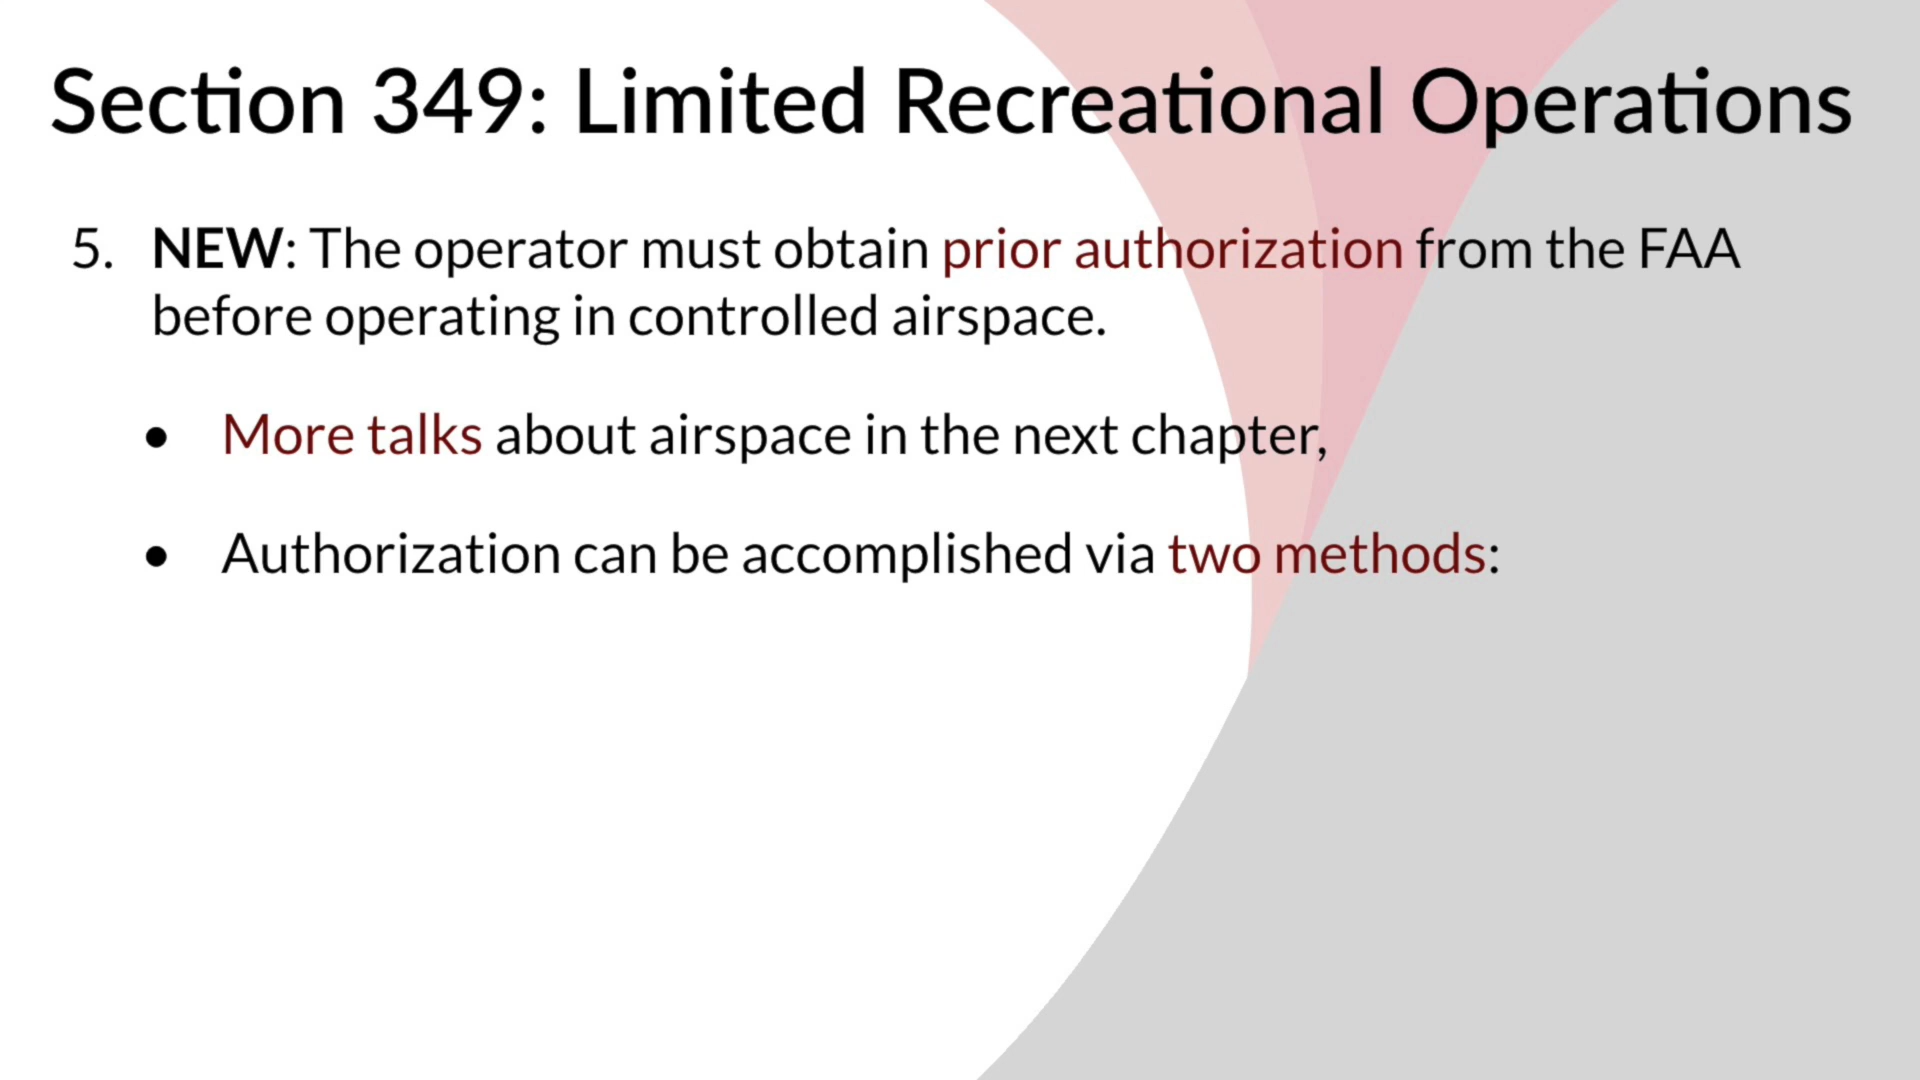 Section 349: Limited Recreational Operations
5. NEW: The operator must obtain prior authorization from the FAA
before operating in controlled airspace.
• More talks about airspace in the next chapter,
• Authorization can be accomplished via two methods: